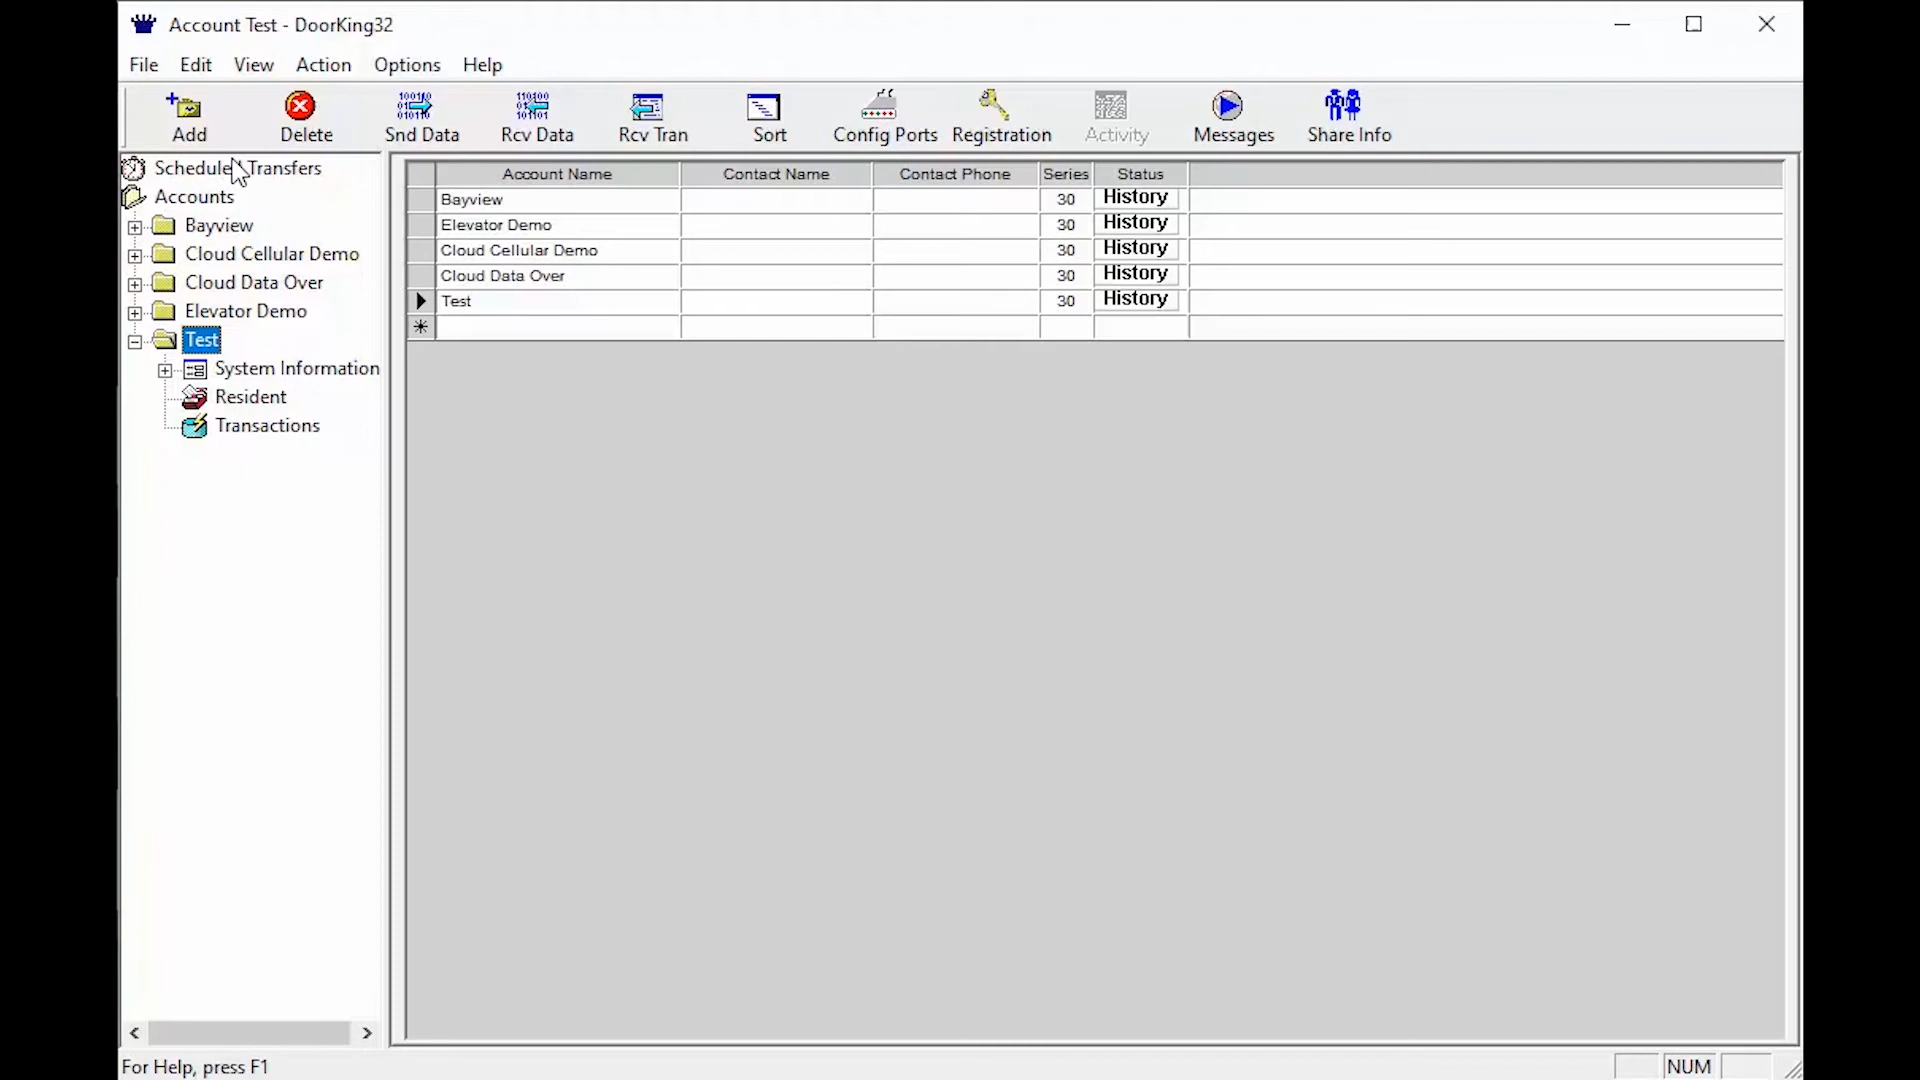 Account Test - DoorKing32
File Edit View Action Options Help
Add Delete Snd Data Rcv Data Rcv Tran Sort Config Ports Registration Activity Messages Share Info
Scheduled Transfers
Accounts
Bayview
Cloud Cellular Demo
Cloud Data Over
Elevator Demo
Test
System Information
Resident
Transactions
Account Name Contact Name Contact Phone Series Status
Bayview 30 History
Elevator Demo 30 History
Cloud Cellular Demo 30 History
Cloud Data Over 30 History
Test 30 History
For Help, press F1
NUM